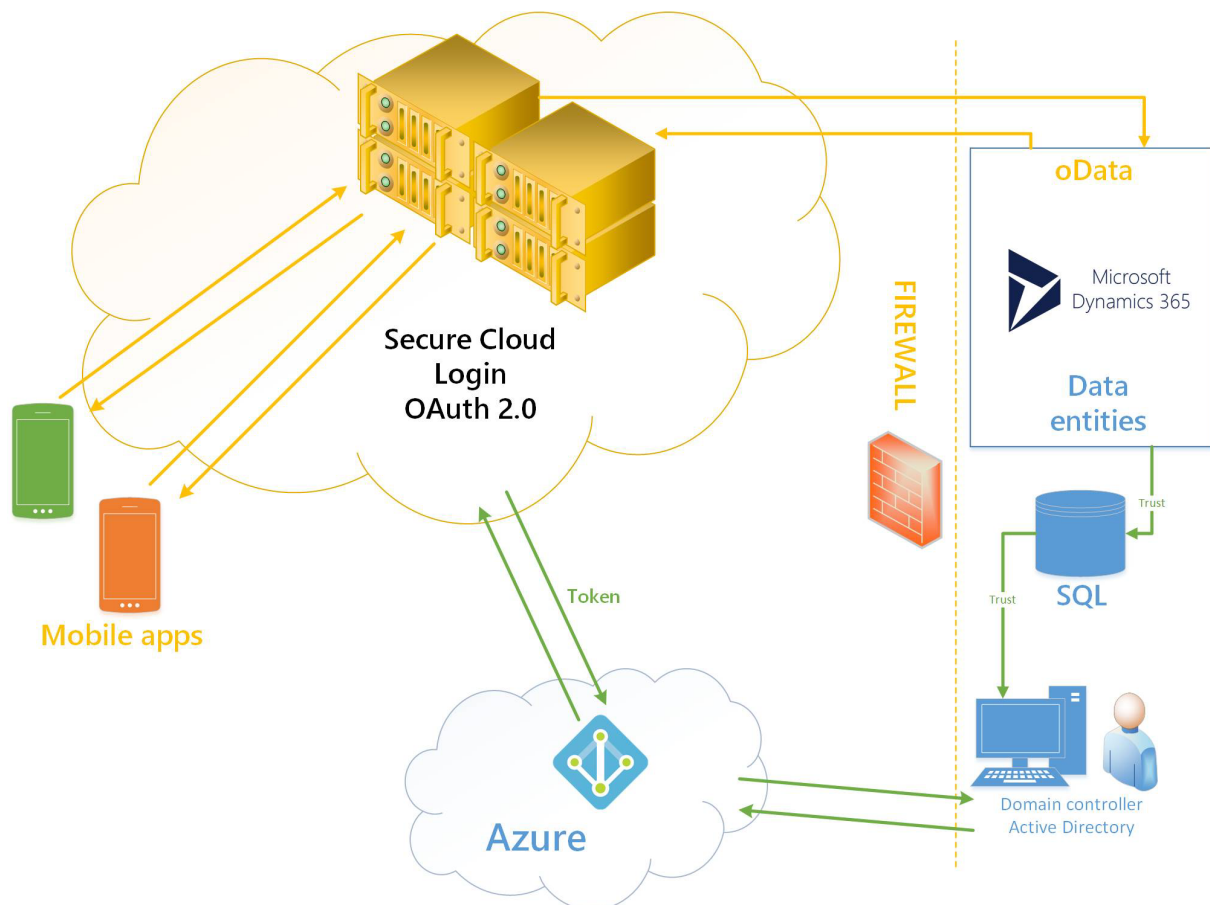 oData
Microsoft
Dynamics 365
FIREWALL
Secure Cloud
Login
OAuth 2.0
Data
entities
Trust
SQL
Trust
Token
Mobile apps
Azure
Domain controller
Active Directory